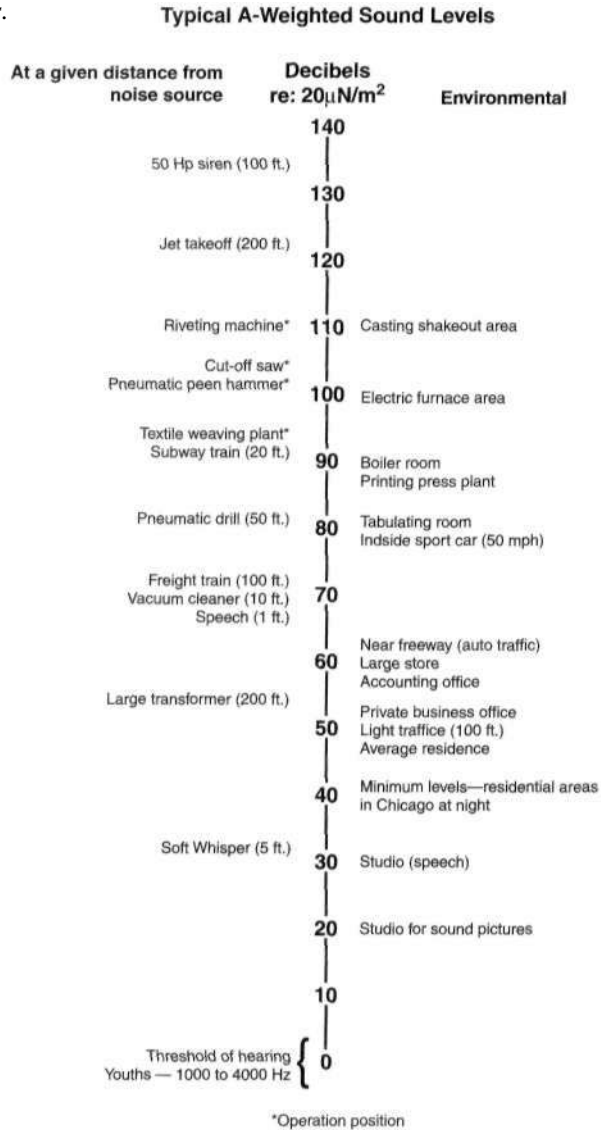 7.
Typical A-Weighted Sound Levels
At a given distance from
noise source
Decibels
re: 20µN/m²
Environmental
140
50 Hp siren (100 ft.)
130
Jet takeoff (200 ft.)
120
Riveting machine*
110
Casting shakeout area
Cut-off saw*
Pneumatic peen hammer*
100
Electric furnace area
Textile weaving plant*
Subway train (20 ft.)
90
Boiler room
Printing press plant
Pneumatic drill (50 ft.)
80
Tabulating room
Indside sport car (50 mph)
Freight train (100 ft.)
Vacuum cleaner (10 ft.)
Speech (1 ft.)
70
Near freeway (auto traffic)
60
Large store
Accounting office
Large transformer (200 ft.)
Private business office
50
Light traffice (100 ft.)
Average residence
40
Minimum levels—residential areas
in Chicago at night
Soft Whisper (5 ft.)
30
Studio (speech)
20
Studio for sound pictures
10
Threshold of hearing
Youths — 1000 to 4000 Hz
0
*Operation position